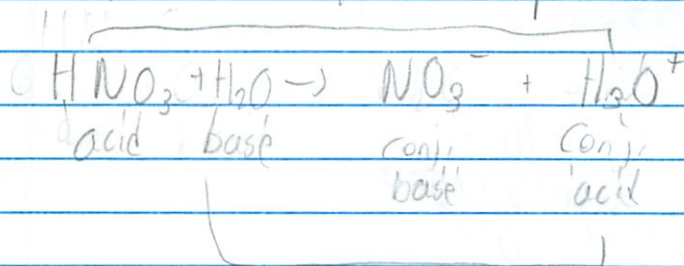 HNO₃ + H₂O → NO₃⁻ + H₃O⁺
acid base conj. conj.
base acid